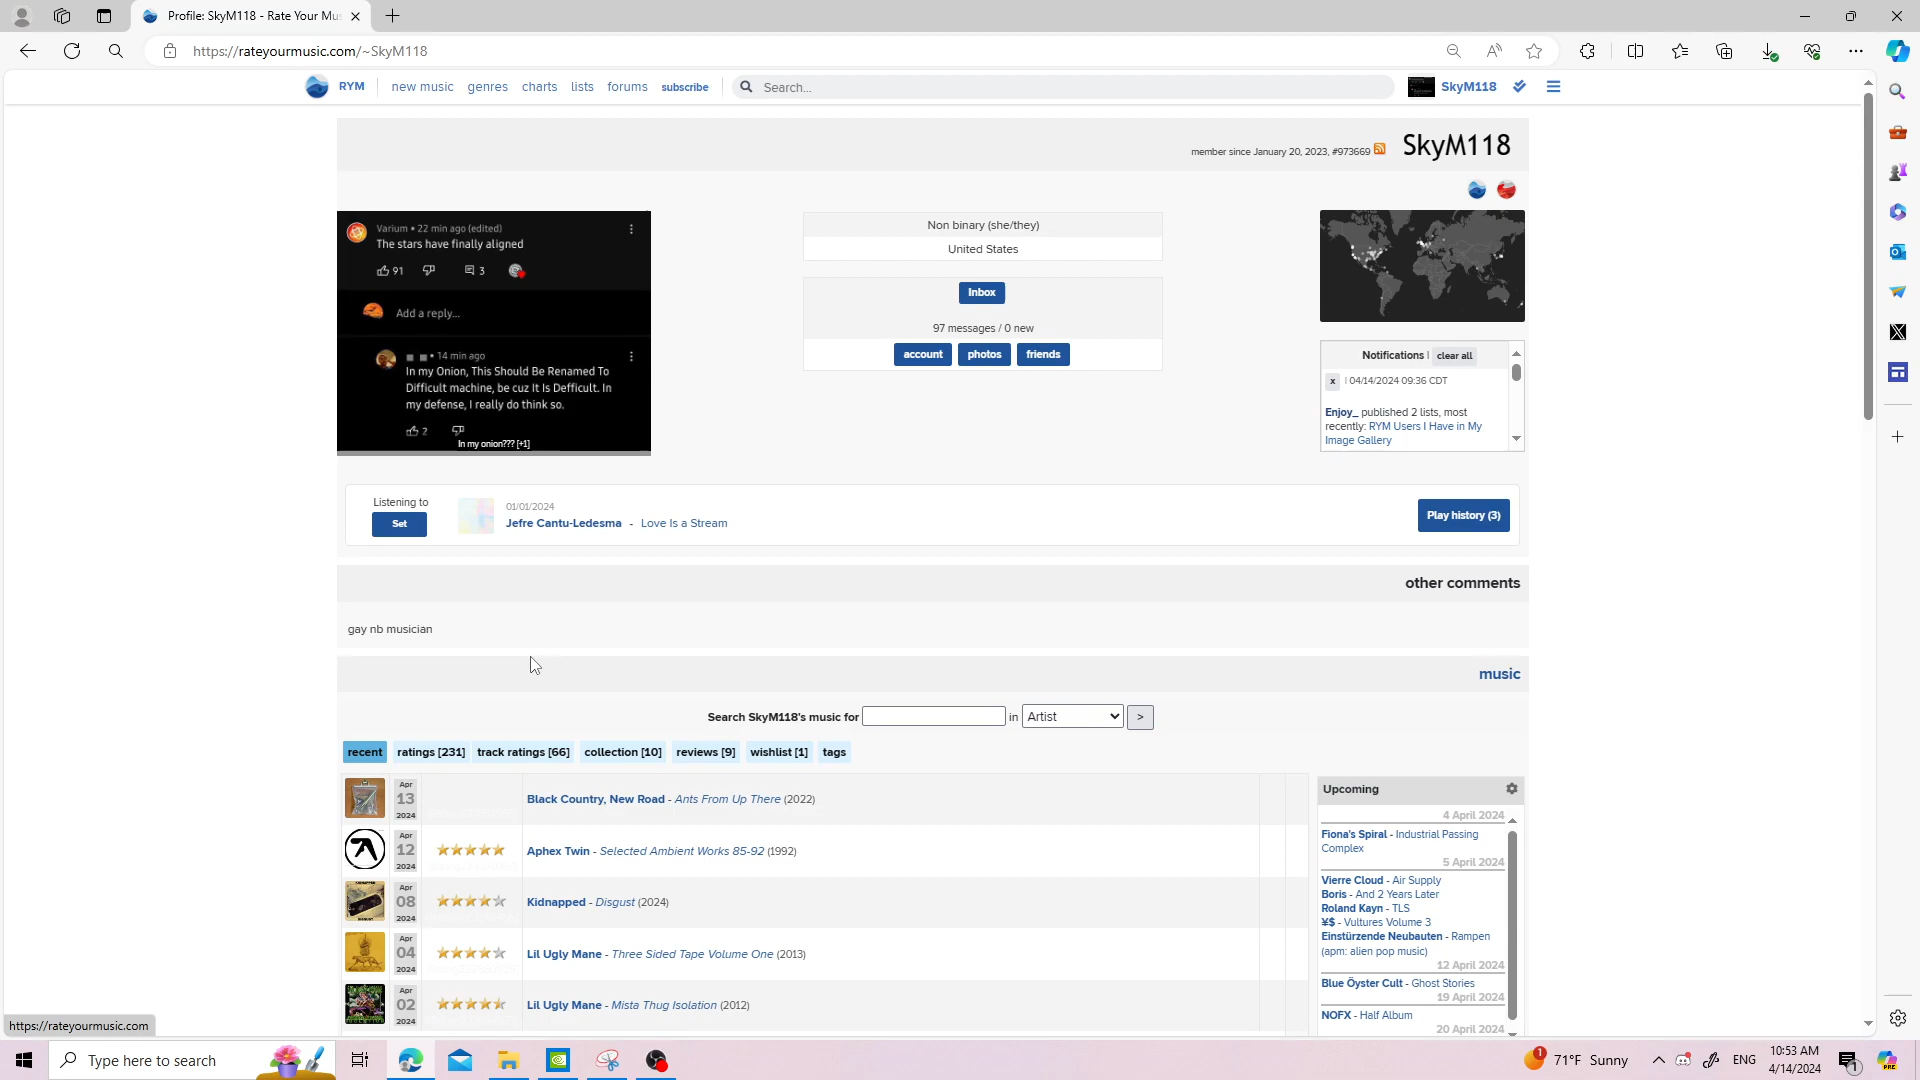 Profile: SkyM118 - Rate Your Mu
https://rateyourmusic.com/~SkyM118
RYM
new music
genres
charts
lists
forums
subscribe
Search...
SkyM118
member since January 20, 2023, #973669
SkyM118
Varium • 22 min ago (edited)
The stars have finally aligned
91
3
Add a reply...
• 14 min ago
In my Onion, This Should Be Renamed To
Difficult machine, be cuz It Is Defficult. In
my defense, I really do think so.
2
In my onion??? [+1]
Non binary (she/they)
United States
Inbox
97 messages / 0 new
account
photos
friends
Notifications | clear all
x | 04/14/2024 09:36 CDT
Enjoy_ published 2 lists, most
recently: RYM Users I Have in My
Image Gallery
Listening to
Set
01/01/2024
Jefre Cantu-Ledesma - Love Is a Stream
Play history (3)
other comments
gay nb musician
music
Search SkyM118's music for
in
Artist
>
recent
ratings [231]
track ratings [66]
collection [10]
reviews [9]
wishlist [1]
tags
Apr
13
2024
Black Country, New Road - Ants From Up There (2022)
Apr
12
2024
Aphex Twin - Selected Ambient Works 85-92 (1992)
Apr
08
2024
Kidnapped - Disgust (2024)
Apr
04
2024
Lil Ugly Mane - Three Sided Tape Volume One (2013)
Apr
02
2024
Lil Ugly Mane - Mista Thug Isolation (2012)
Upcoming
4 April 2024
Fiona's Spiral - Industrial Passing
Complex
5 April 2024
Vierre Cloud - Air Supply
Boris - And 2 Years Later
Roland Kayn - TLS
¥$ - Vultures Volume 3
Einstürzende Neubauten - Rampen
(apm: alien pop music)
12 April 2024
Blue Öyster Cult - Ghost Stories
19 April 2024
NOFX - Half Album
20 April 2024
https://rateyourmusic.com
Type here to search
1
71°F Sunny
ENG
10:53 AM
4/14/2024
1
PRE